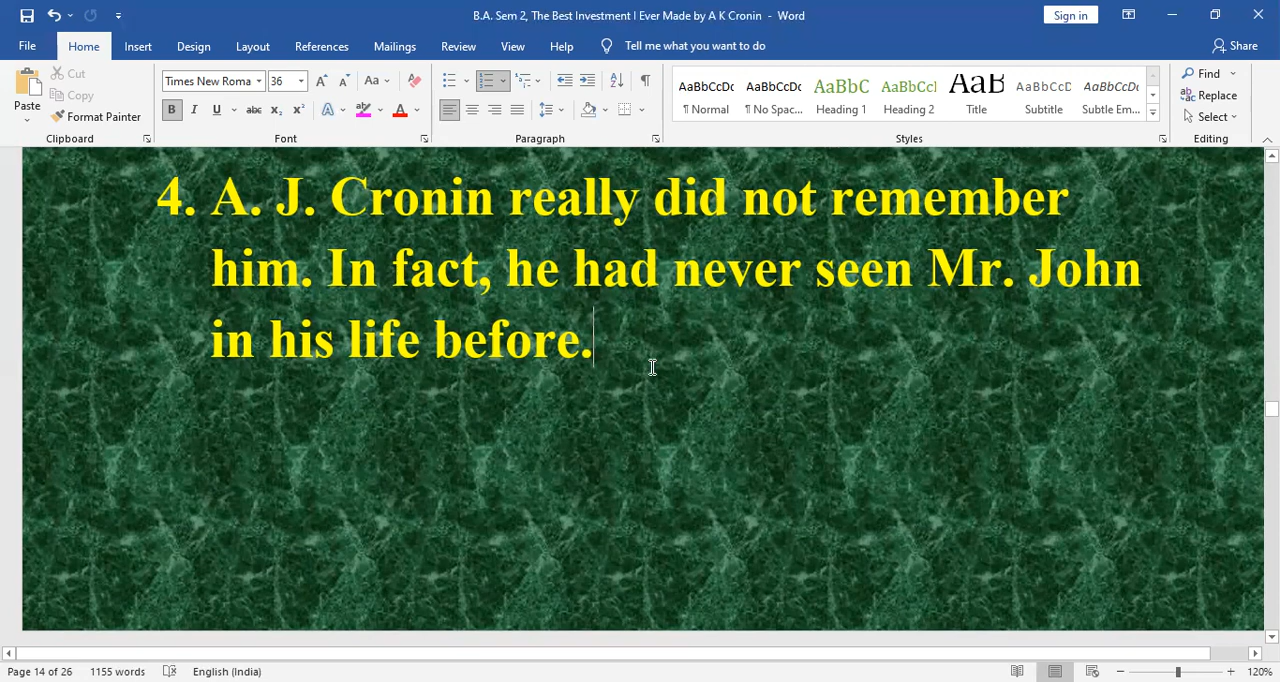 B.A. Sem 2, The Best Investment I Ever Made by A K Cronin - Word
Sign in
File Home Insert Design Layout References Mailings Review View Help Tell me what you want to do Share
Paste
Cut
Copy
Format Painter
Clipboard
Times New Roma 36
Font
Paragraph
AaBbCcDc AaBbCcDc AaBbC AaBbCcI AaB AaBbCcD AaBbCcDc
¶ Normal ¶ No Spac... Heading 1 Heading 2 Title Subtitle Subtle Em...
Styles
Find
Replace
Select
Editing
4. A. J. Cronin really did not remember
him. In fact, he had never seen Mr. John
in his life before.
Page 14 of 26 1155 words English (India) 120%